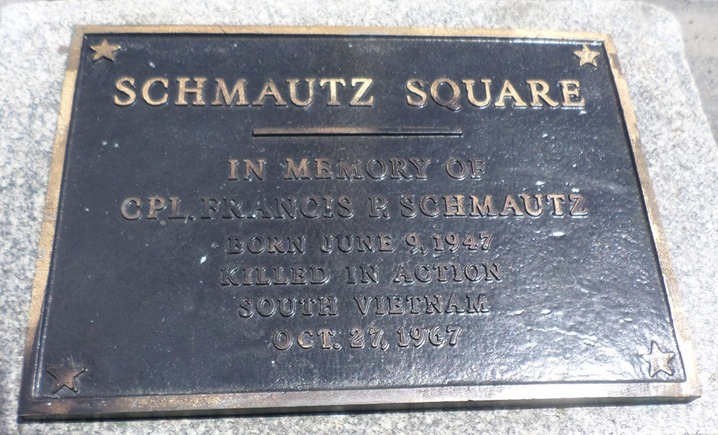 SCHMAUTZ SQUARE
IN MEMORY OF
CPL. FRANCIS P. SCHMAUTZ
BORN JUNE 9, 1947
KILLED IN ACTION
SOUTH VIETNAM
OCT. 27, 1967